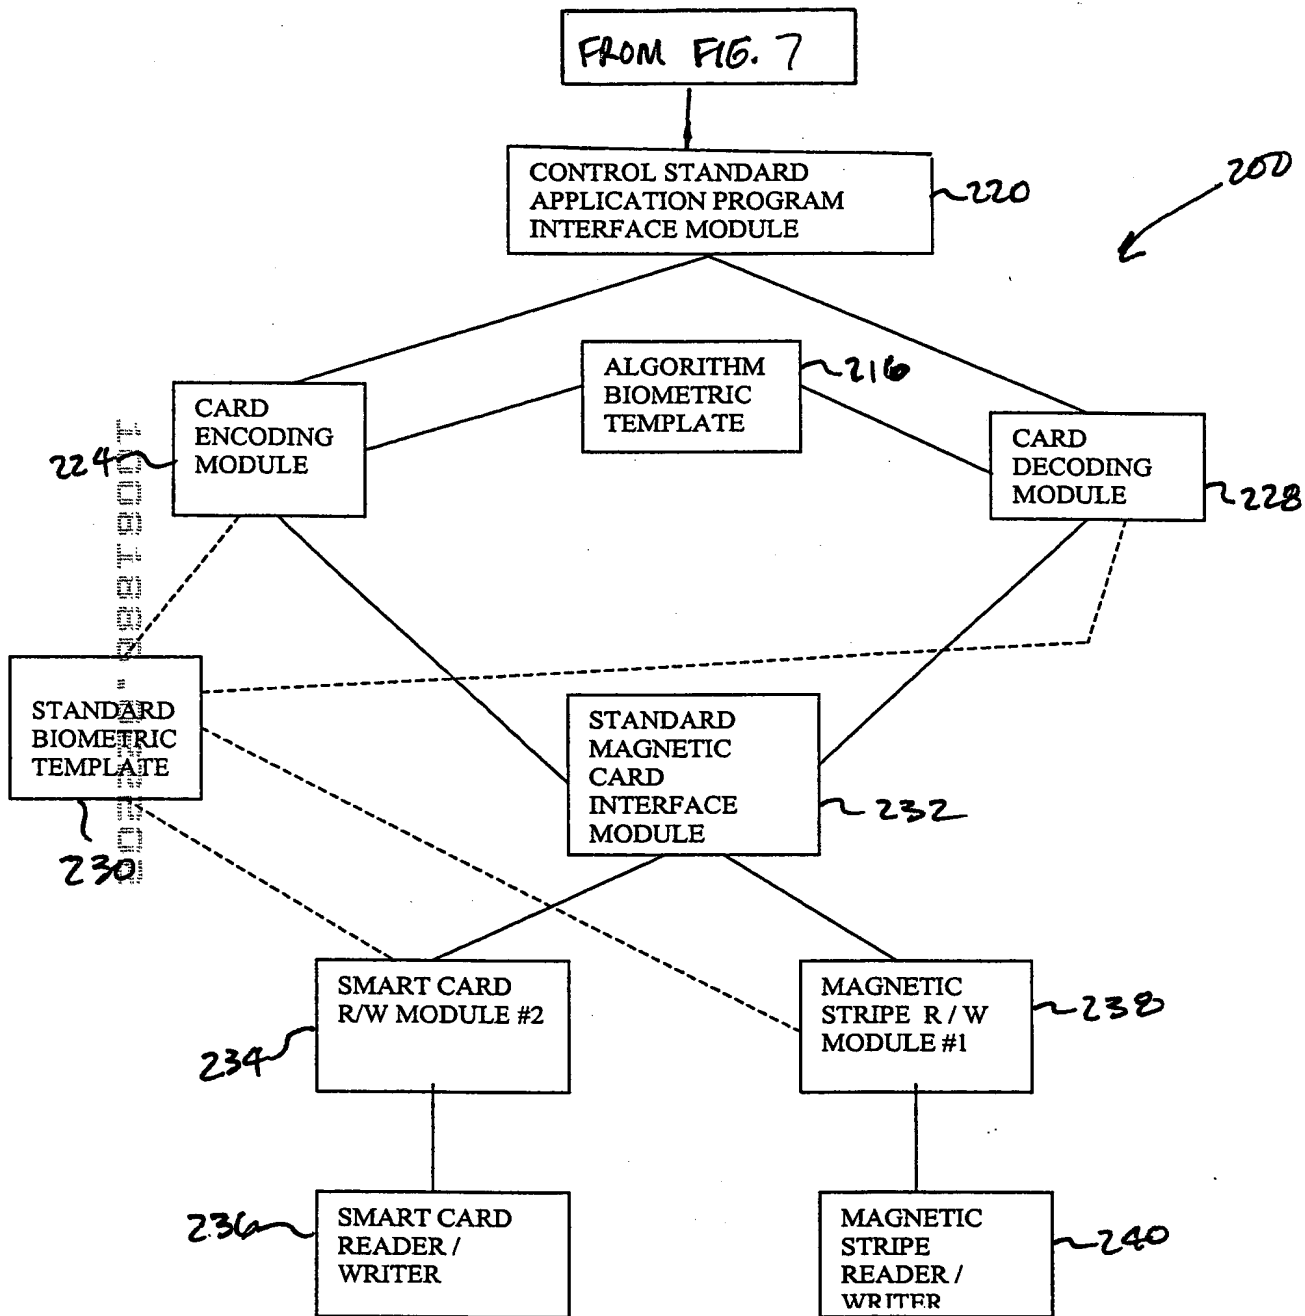 FROM FIG. 7
CONTROL STANDARD
APPLICATION PROGRAM
INTERFACE MODULE
220
200
ALGORITHM
BIOMETRIC
TEMPLATE
216
CARD
ENCODING
MODULE
224
CARD
DECODING
MODULE
228
STANDARD
BIOMETRIC
TEMPLATE
230
STANDARD
MAGNETIC
CARD
INTERFACE
MODULE
232
SMART CARD
R/W MODULE #2
234
MAGNETIC
STRIPE R / W
MODULE #1
238
236
SMART CARD
READER /
WRITER
MAGNETIC
STRIPE
READER /
WRITER
240